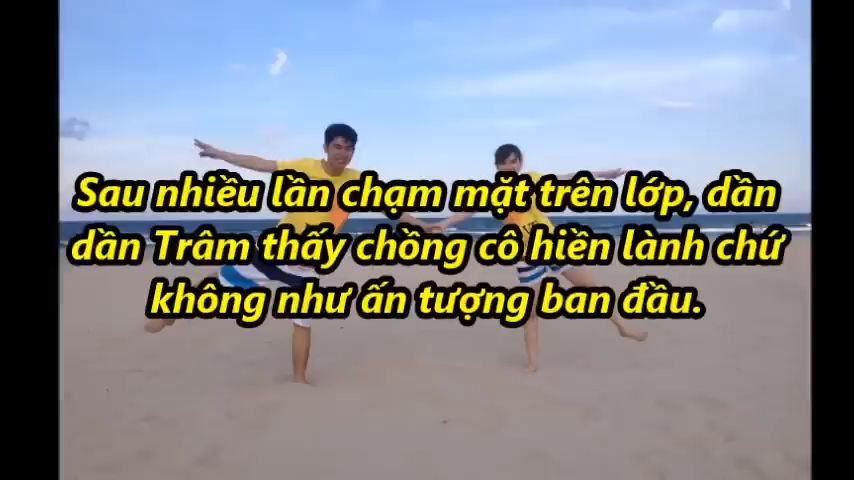 Sau nhiều lần chạm mặt trên lớp, dần
dần Trâm thấy chồng cô hiền lành chứ
không như ấn tượng ban đầu.